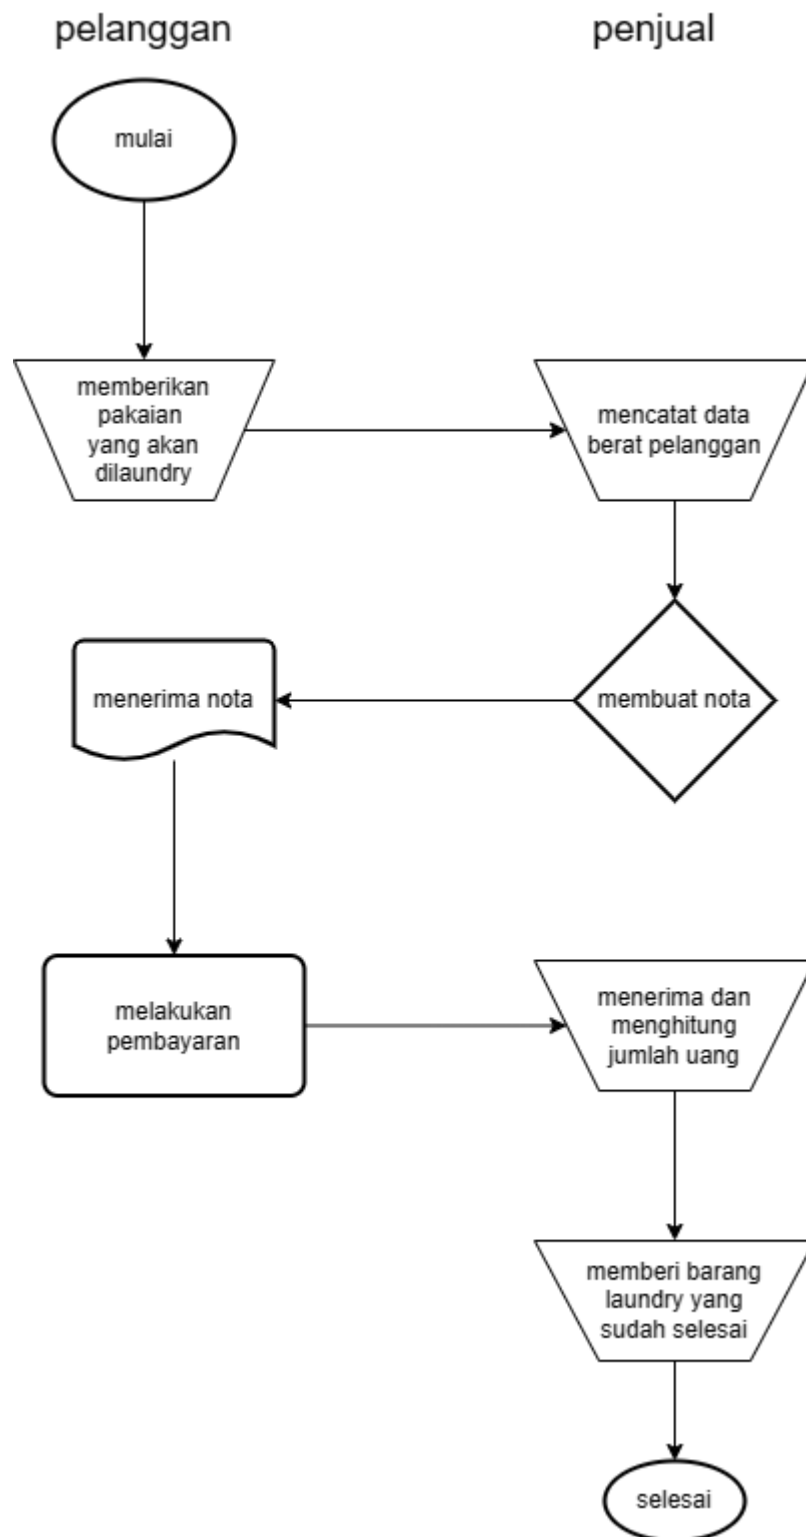 pelanggan
penjual
mulai
memberikan
pakaian
yang akan
dilaundry
mencatat data
berat pelanggan
membuat nota
menerima nota
melakukan
pembayaran
menerima dan
menghitung
jumlah uang
memberi barang
laundry yang
sudah selesai
selesai